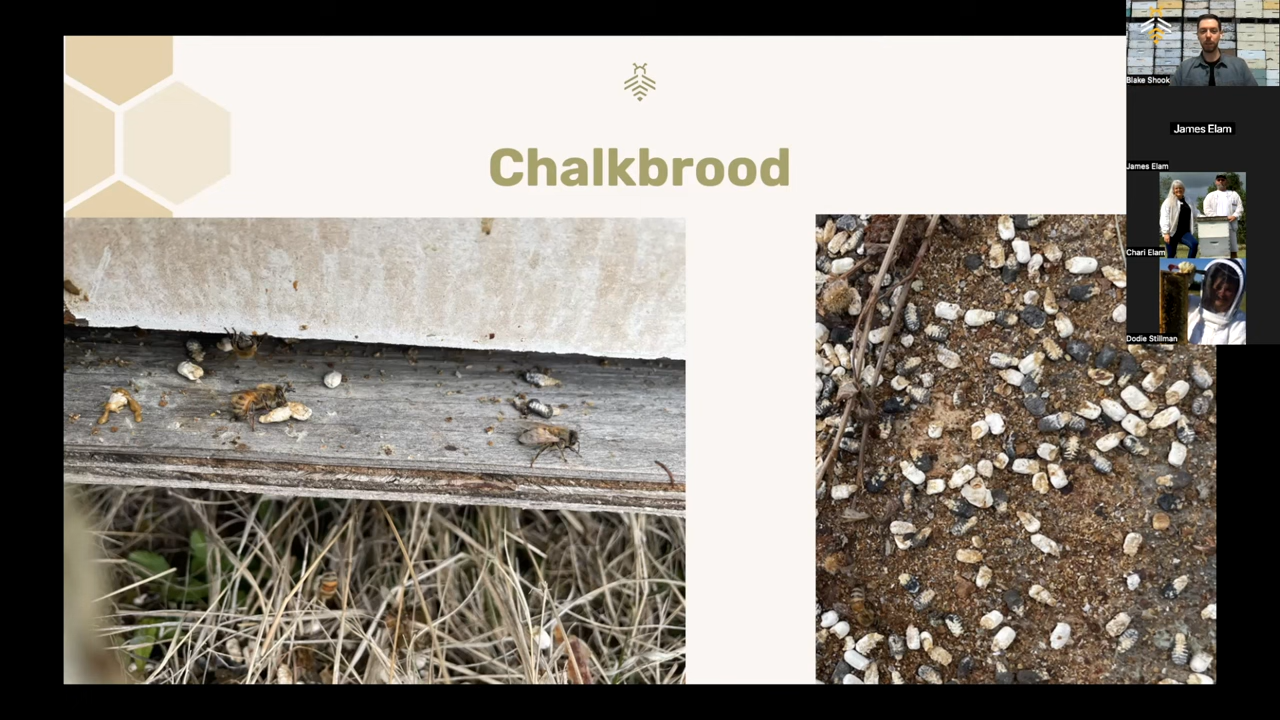 Chalkbrood
Blake Shook
James Elam
James Elam
Chari Elam
Dodie Stillman